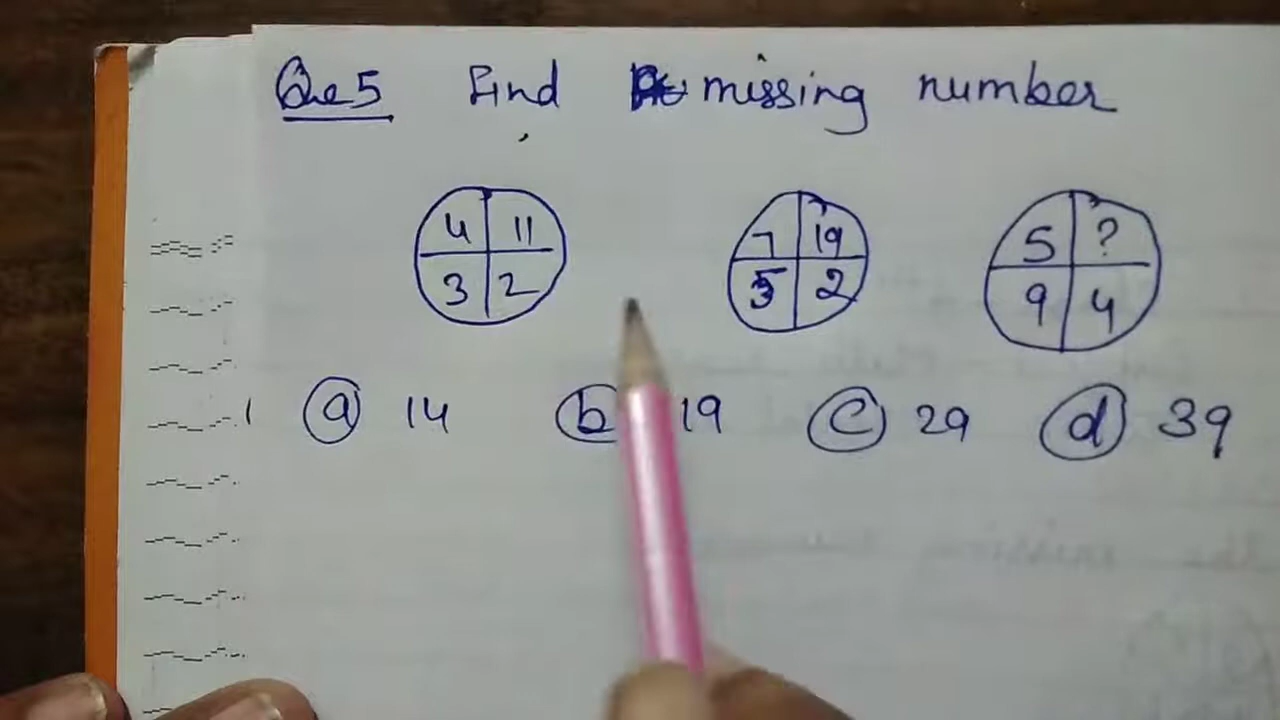 Que 5 Find missing number
4 11 7 19 5 ?
3 2 5 2 9 4
a 14 b 19 c 29 d 39